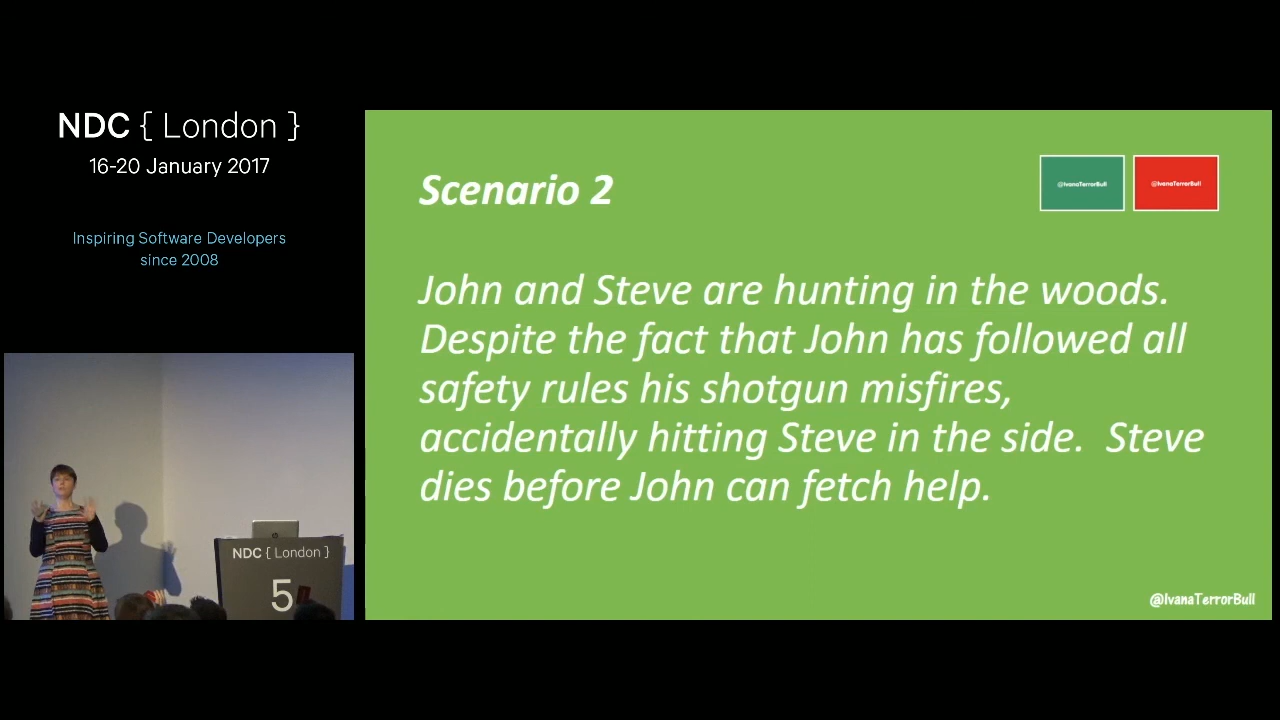 NDC { London }
16-20 January 2017
Inspiring Software Developers
since 2008
Scenario 2
@IvanaTerrorBull
@IvanaTerrorBull
John and Steve are hunting in the woods.
Despite the fact that John has followed all
safety rules his shotgun misfires,
accidentally hitting Steve in the side.  Steve
dies before John can fetch help.
@IvanaTerrorBull
NDC { London }
5